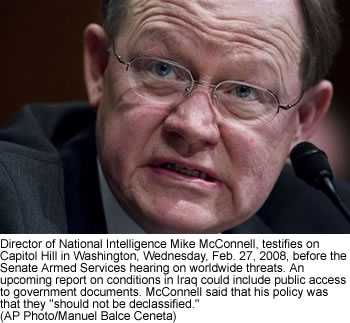 Director of National Intelligence Mike McConnell, testifies on
Capitol Hill in Washington, Wednesday, Feb. 27, 2008, before the
Senate Armed Services hearing on worldwide threats. An
upcoming report on conditions in Iraq could include public access
to government documents. McConnell said that his policy was
that they "should not be declassified."
(AP Photo/Manuel Balce Ceneta)